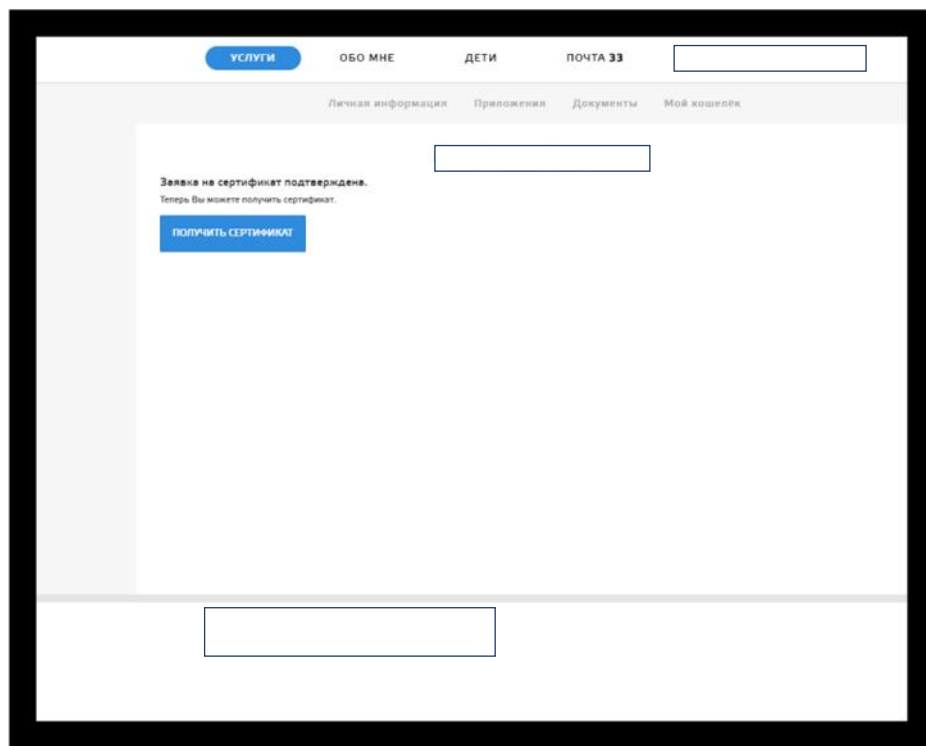 УСЛУГИ ОБО МНЕ ДЕТИ ПОЧТА 33
Личная информация Приложения Документы Мой кошелёк
Заявка на сертификат подтверждена.
Теперь Вы можете получить сертификат.
ПОЛУЧИТЬ СЕРТИФИКАТ